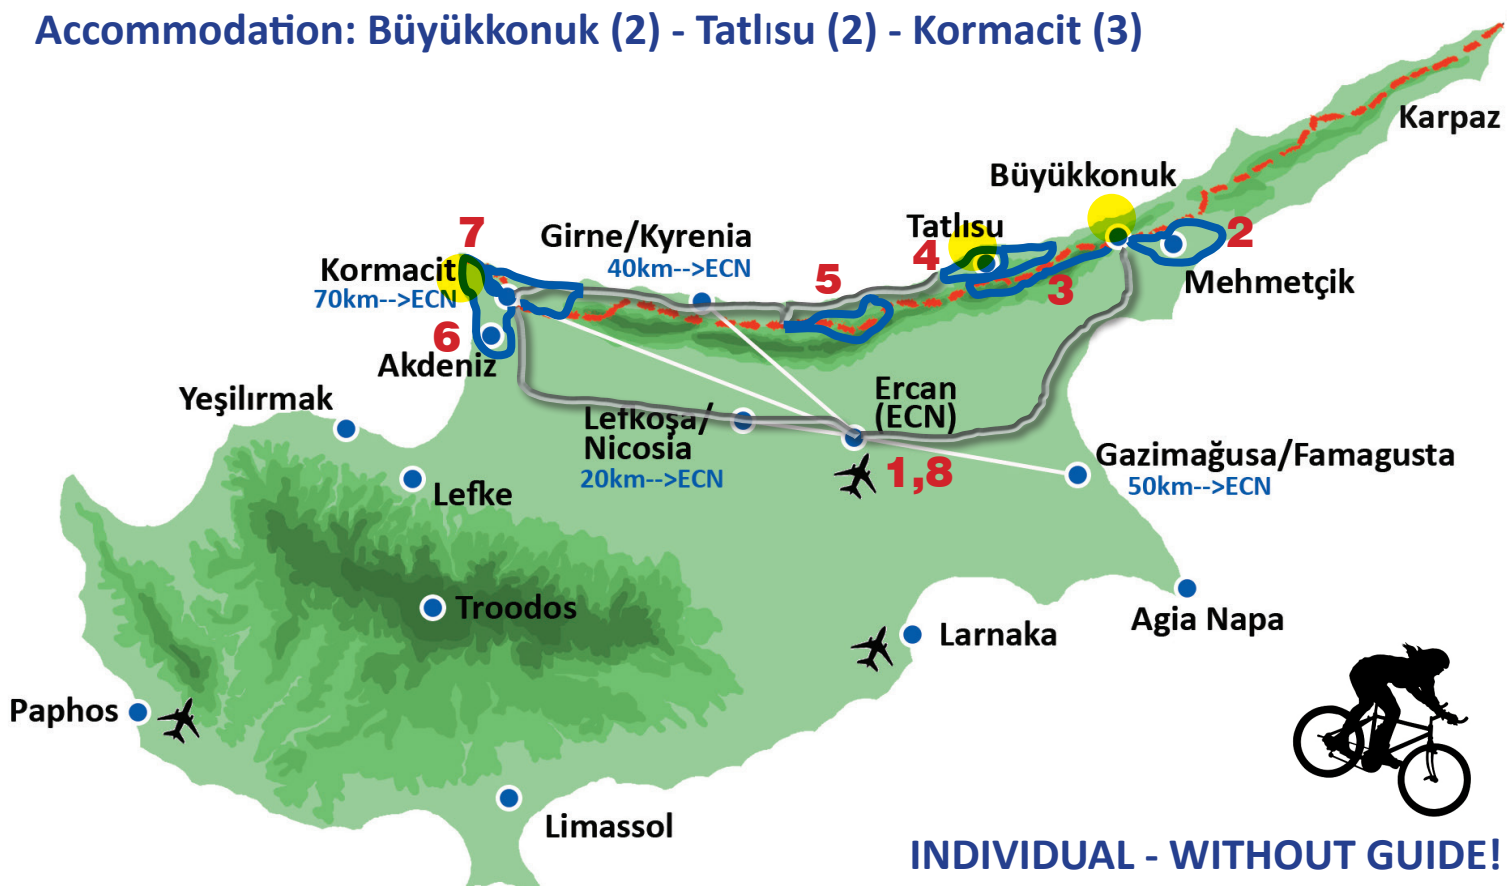 Accommodation: Büyükkonuk (2) - Tatlısu (2) - Kormacit (3)
Karpaz
Büyükkonuk
Tatlısu
7
Girne/Kyrenia
40km-->ECN
4
2
Kormacit
70km-->ECN
5
3
Mehmetçik
6
Akdeniz
Yeşilırmak
Ercan
(ECN)
Lefkoşa/
Nicosia
20km-->ECN
1,8
Gazimağusa/Famagusta
50km-->ECN
Lefke
Troodos
Agia Napa
Larnaka
Paphos
Limassol
INDIVIDUAL - WITHOUT GUIDE!